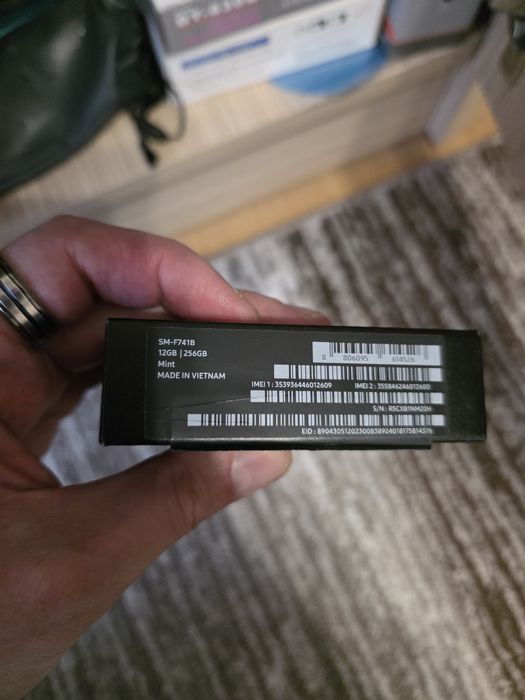 SM-F741B
12GB | 256GB
Mint
MADE IN VIETNAM
8 806095 614526
IMEI 1 : 353936446012609
IMEI 2 : 355846246012600
S/N : R5CXB1NM20H
EID : 89043051202300838924018175814376